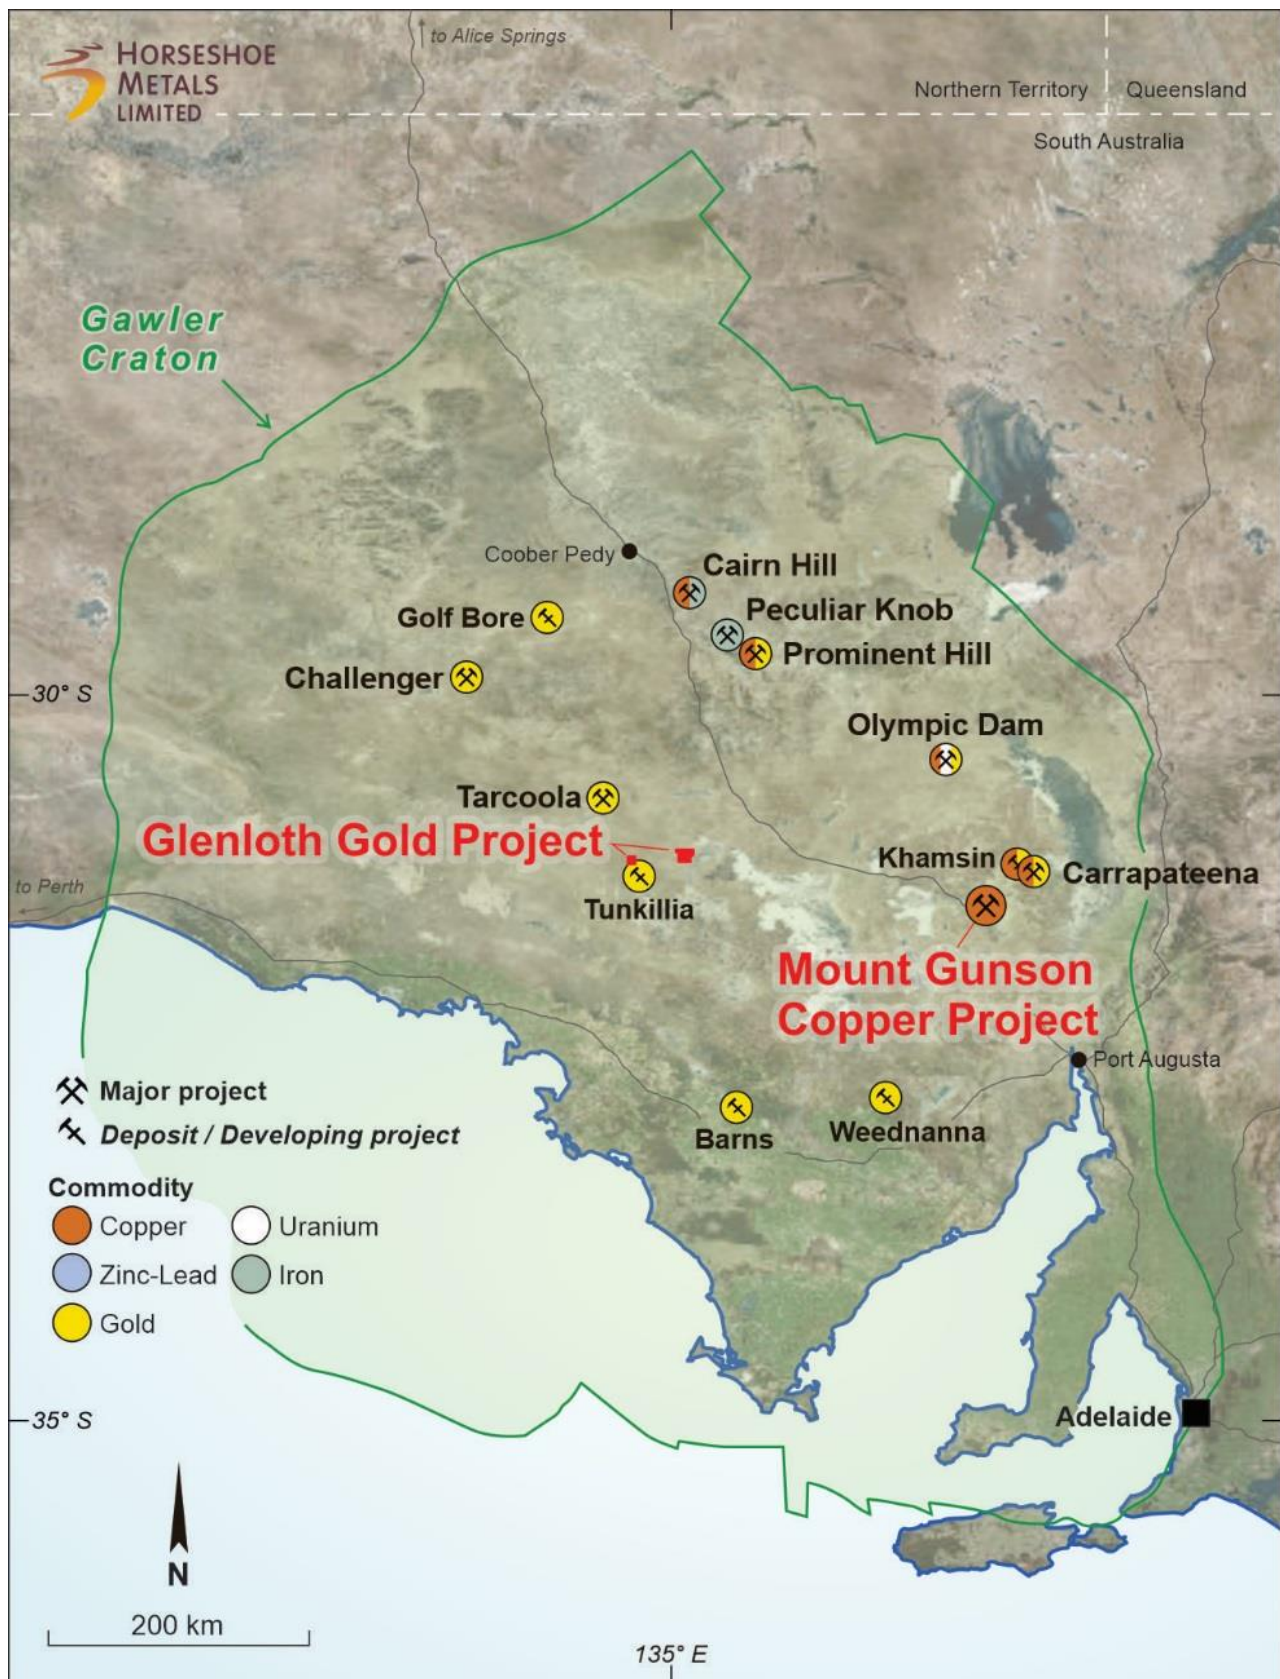 HORSESHOE
METALS
LIMITED
to Alice Springs
Northern Territory
Queensland
South Australia
Gawler
Craton
Coober Pedy
Cairn Hill
Golf Bore
Peculiar Knob
Prominent Hill
Challenger
30° S
Olympic Dam
Tarcoola
Glenloth Gold Project
Khamsin
Carrapateena
to Perth
Tunkillia
Mount Gunson
Copper Project
Port Augusta
Major project
Deposit / Developing project
Barns
Weednanna
Commodity
Copper
Uranium
Zinc-Lead
Iron
Gold
35° S
Adelaide
N
200 km
135° E